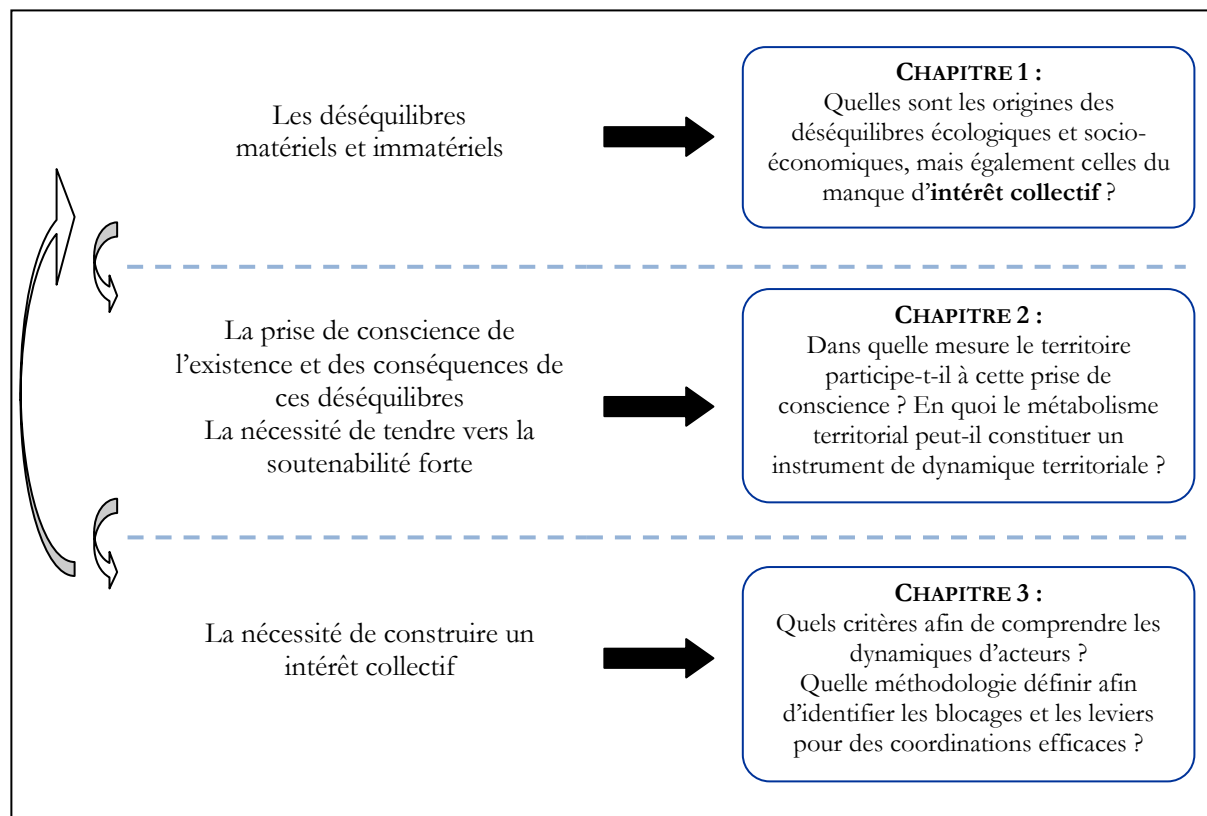 Les déséquilibres
matériels et immatériels
CHAPITRE 1 :
Quelles sont les origines des
déséquilibres écologiques et socio-
économiques, mais également celles du
manque d’intérêt collectif ?
La prise de conscience de
l’existence et des conséquences de
ces déséquilibres
La nécessité de tendre vers la
soutenabilité forte
CHAPITRE 2 :
Dans quelle mesure le territoire
participe-t-il à cette prise de
conscience ? En quoi le métabolisme
territorial peut-il constituer un
instrument de dynamique territoriale ?
La nécessité de construire un
intérêt collectif
CHAPITRE 3 :
Quels critères afin de comprendre les
dynamiques d’acteurs ?
Quelle méthodologie définir afin
d’identifier les blocages et les leviers
pour des coordinations efficaces ?